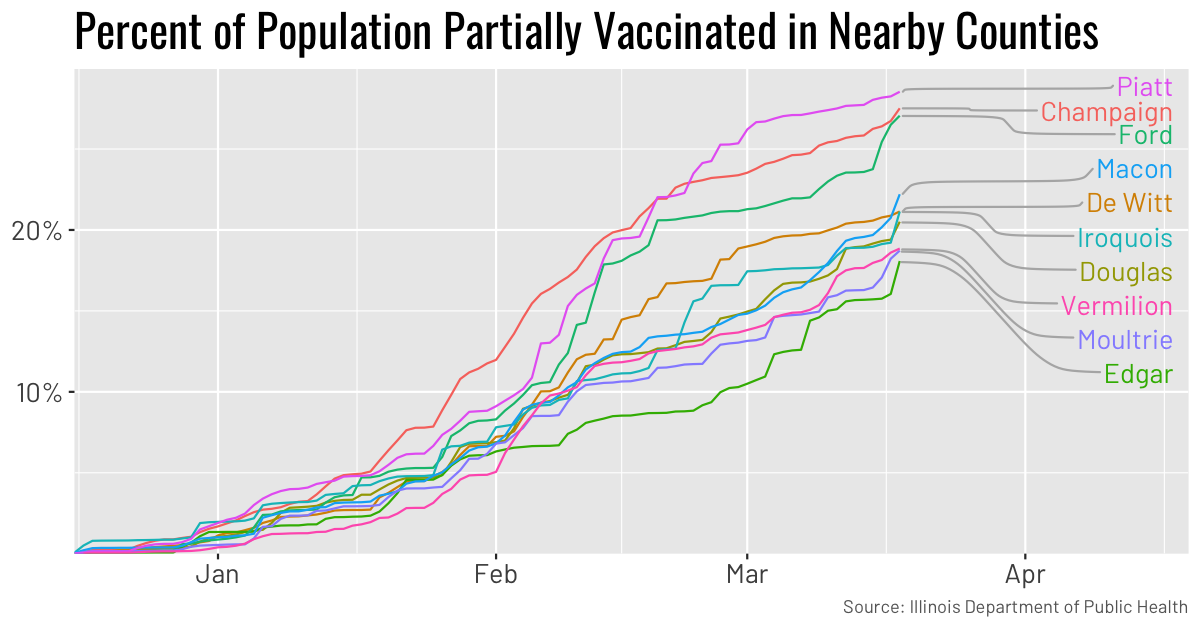 Percent of Population Partially Vaccinated in Nearby Counties
Piatt
Champaign
Ford
Macon
De Witt
20%
Iroquois
Douglas
Vermilion
Moultrie
Edgar
10%
Jan Feb Mar Apr
Source: Illinois Department of Public Health